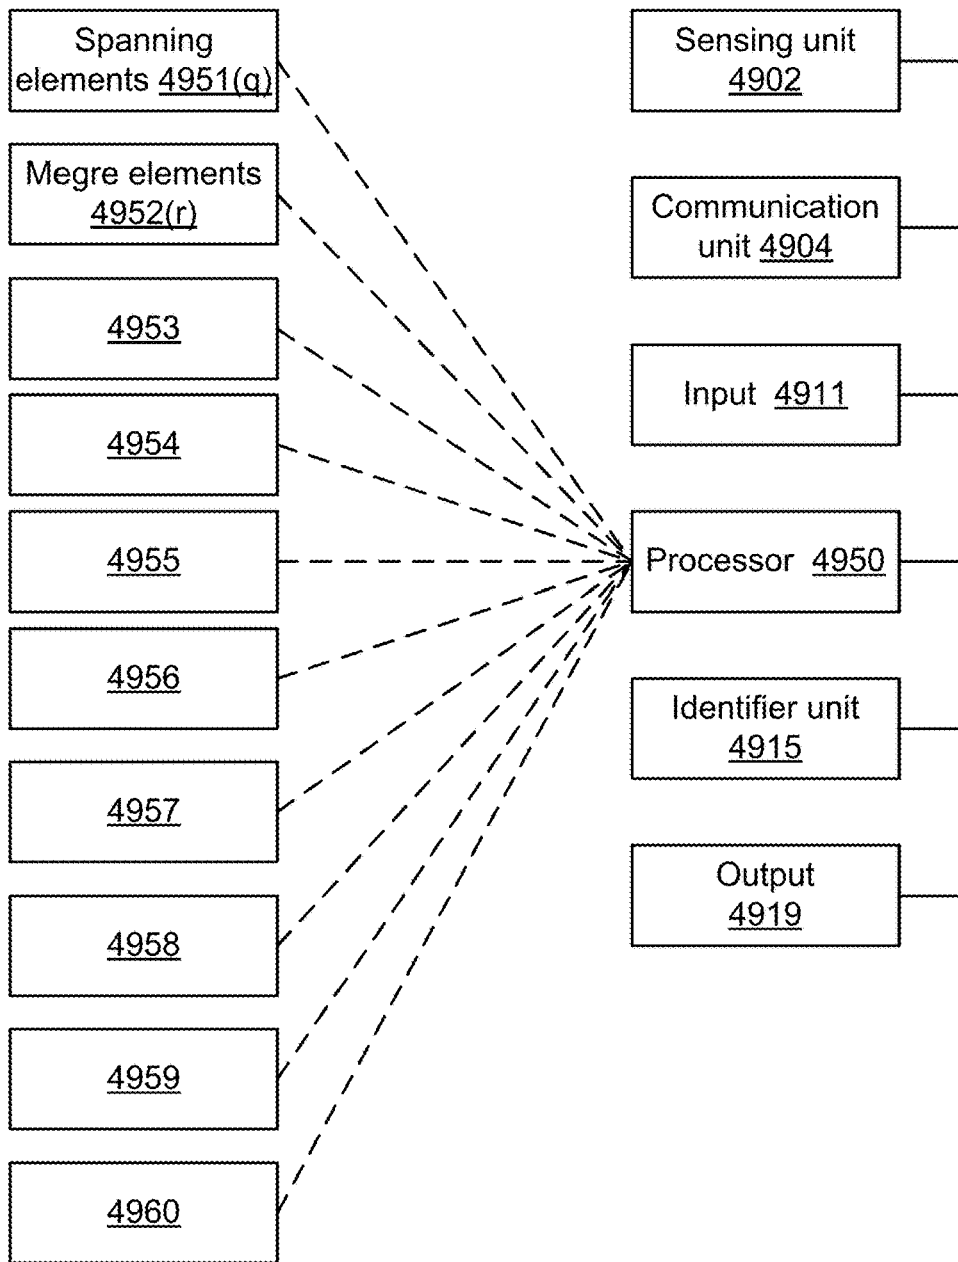 Spanning
elements 4951(q)
Megre elements
4952(r)
4953
4954
4955
4956
4957
4958
4959
4960
Sensing unit
4902
Communication
unit 4904
Input 4911
Processor 4950
Identifier unit
4915
Output
4919